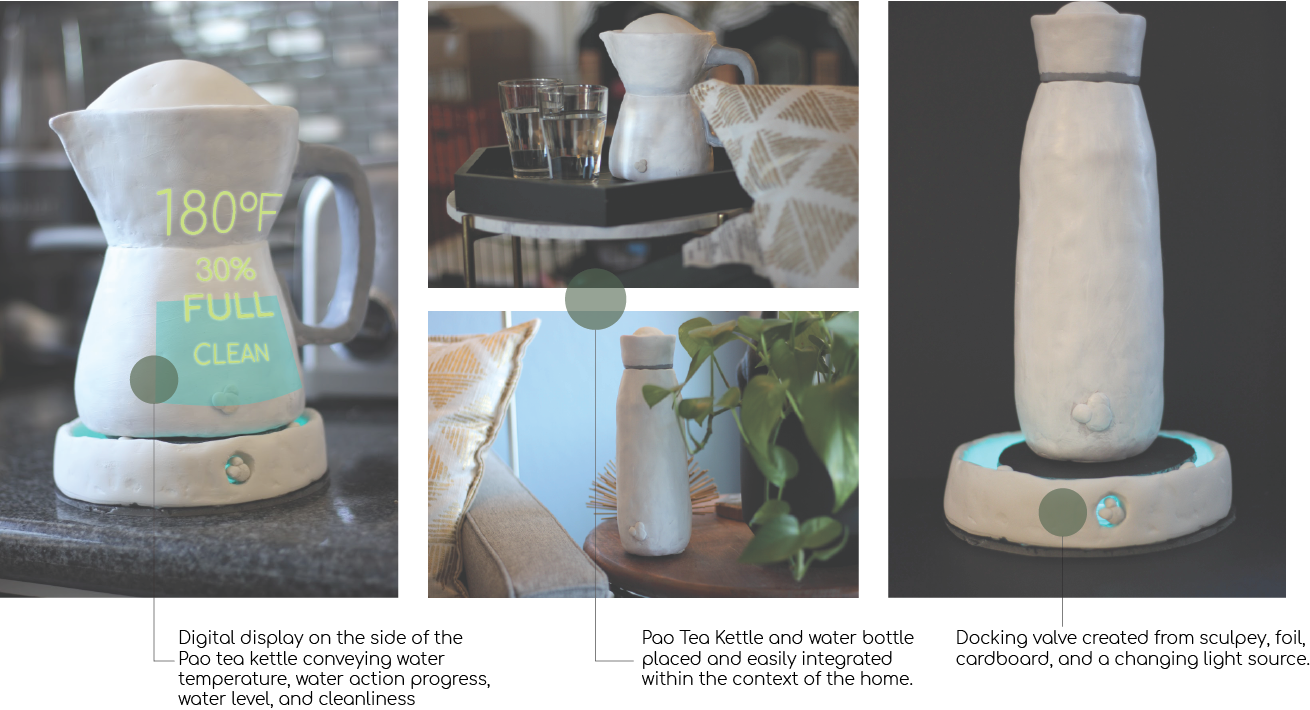 180°F
30%
FULL
CLEAN
Digital display on the side of the
Pao tea kettle conveying water
temperature, water action progress,
water level, and cleanliness
Pao Tea Kettle and water bottle
placed and easily integrated
within the context of the home.
Docking valve created from sculpey, foil,
cardboard, and a changing light source.